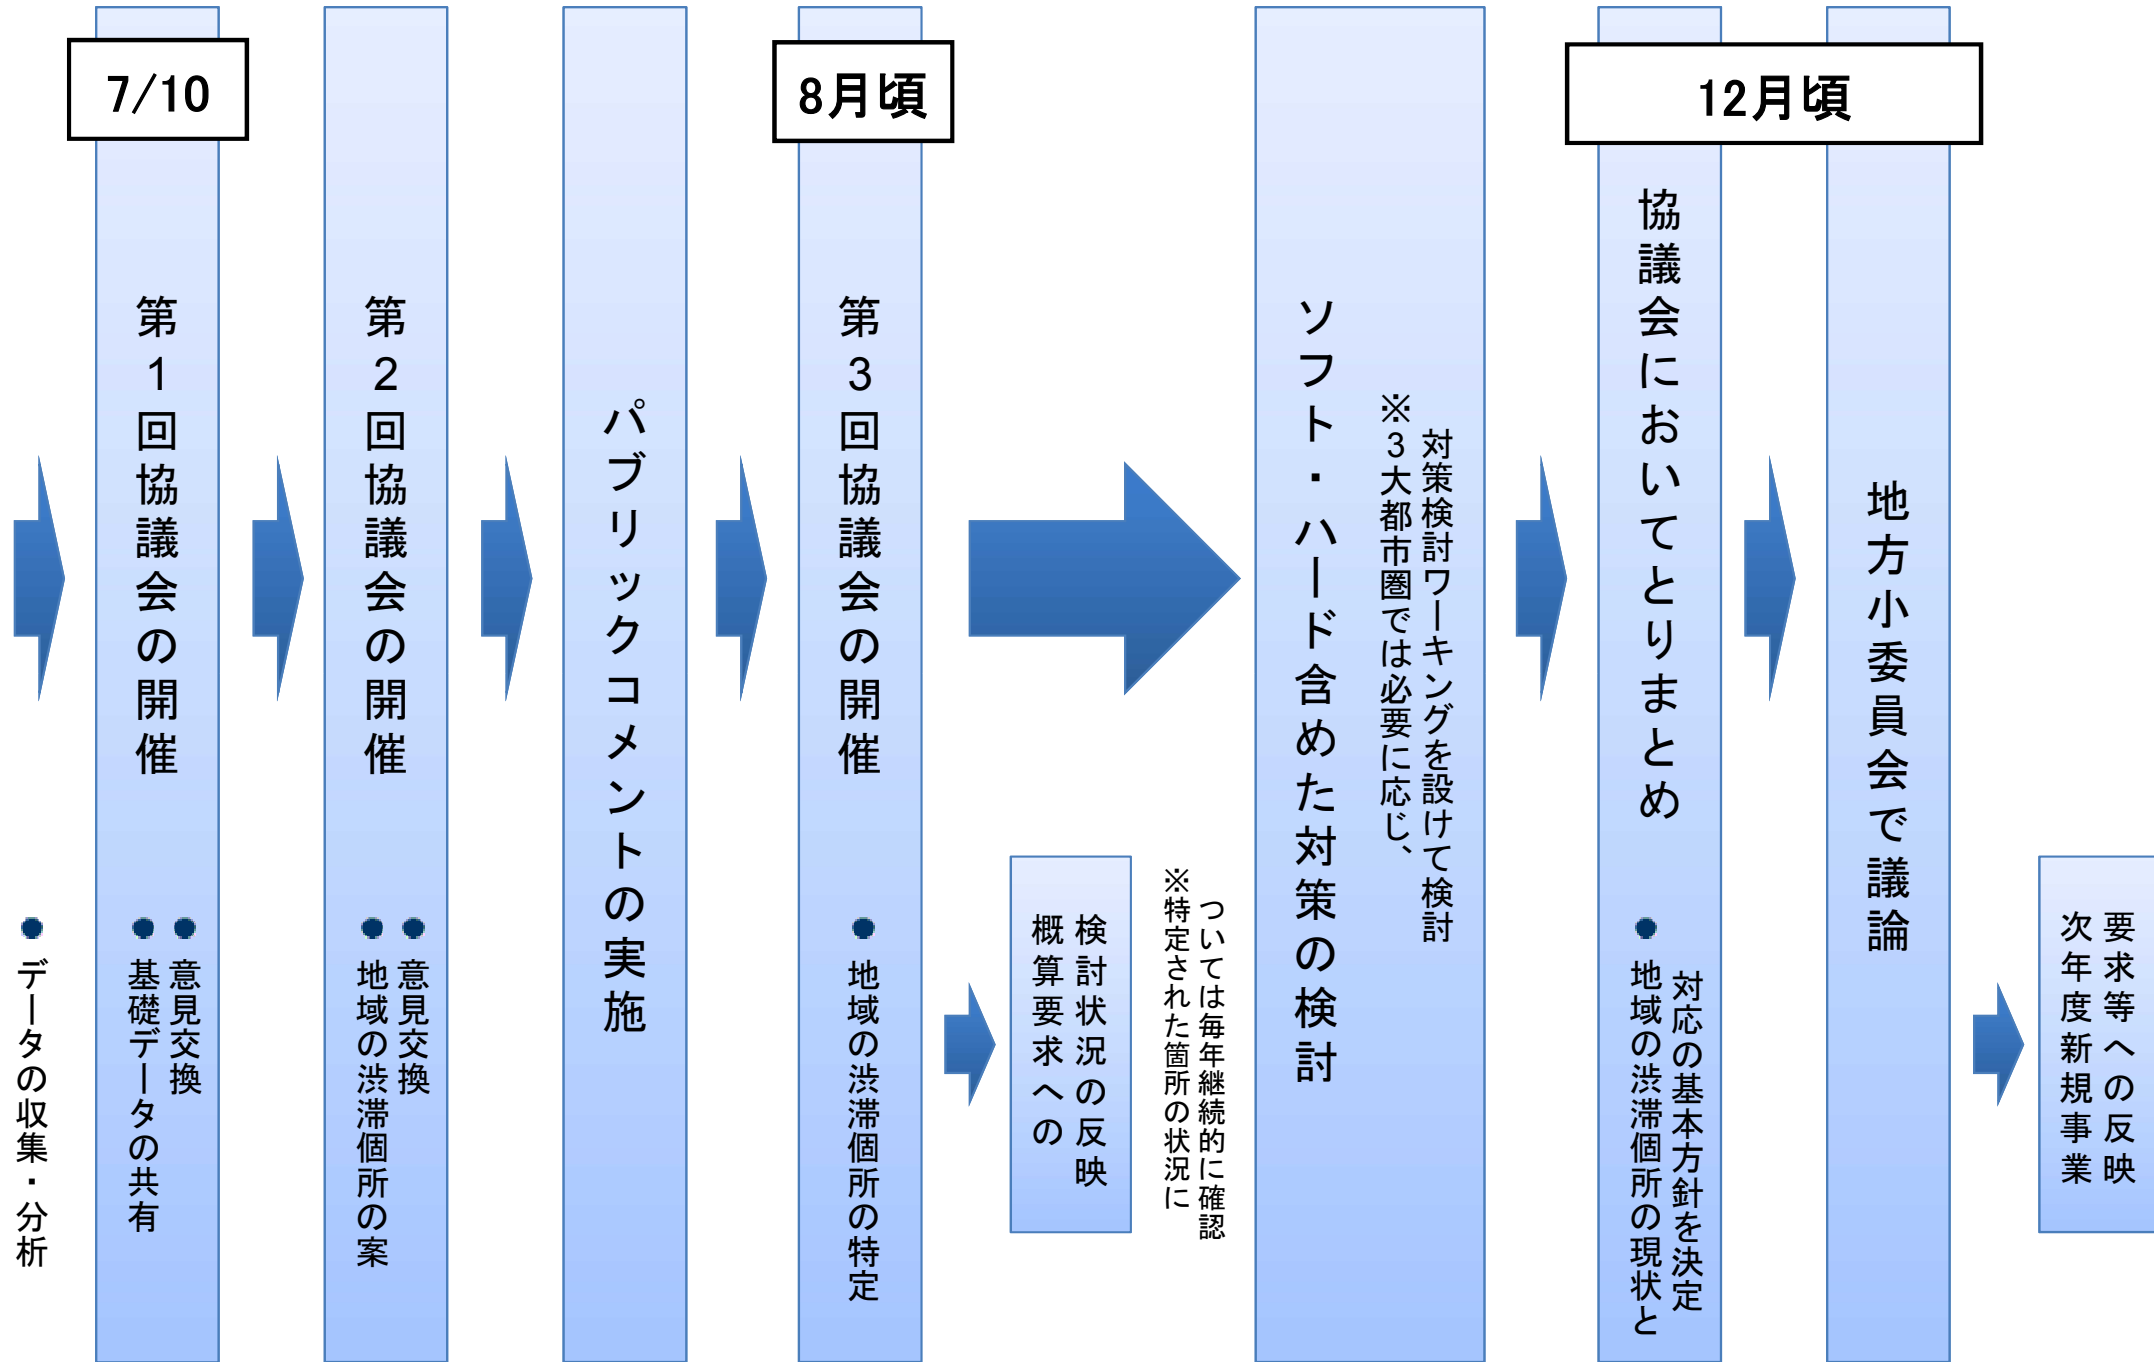 7/10
8月頃
12月頃
データの収集・分析
第1回協議会の開催
基礎データの共有
意見交換
第2回協議会の開催
地域の渋滞個所の案
意見交換
パブリックコメントの実施
第3回協議会の開催
地域の渋滞個所の特定
概算要求への
検討状況の反映
※特定された箇所の状況に
ついては毎年継続的に確認
ソフト・ハード含めた対策の検討
※3大都市圏では必要に応じ、
対策検討ワーキングを設けて検討
協議会においてとりまとめ
地域の渋滞個所の現状と
対応の基本方針を決定
地方小委員会で議論
次年度新規事業
要求等への反映